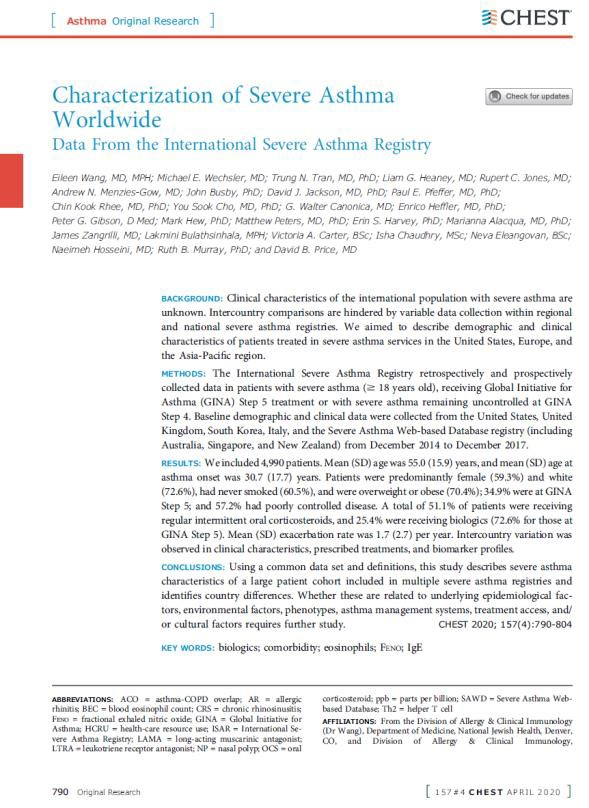 [ Asthma Original Research ]
CHEST
Characterization of Severe Asthma
Worldwide
Check for updates
Data From the International Severe Asthma Registry
Eileen Wang, MD, MPH; Michael E. Wechsler, MD; Trung N. Tran, MD, PhD; Liam G. Heaney, MD; Rupert C. Jones, MD;
Andrew N. Menzies-Gow, MD; John Busby, PhD; David J. Jackson, MD, PhD; Paul E. Pfeffer, MD, PhD;
Chin Kook Rhee, MD, PhD; You Sook Cho, MD, PhD; G. Walter Canonica, MD; Enrico Heffler, MD, PhD;
Peter G. Gibson, D Med; Mark Hew, PhD; Matthew Peters, MD, PhD; Erin S. Harvey, PhD; Marianna Alacqua, MD, PhD;
James Zangrilli, MD; Lakmini Bulathsinhala, MPH; Victoria A. Carter, BSc; Isha Chaudhry, MSc; Neva Eleangovan, BSc;
Naeimeh Hosseini, MD; Ruth B. Murray, PhD; and David B. Price, MD
BACKGROUND: Clinical characteristics of the international population with severe asthma are
unknown. Intercountry comparisons are hindered by variable data collection within regional
and national severe asthma registries. We aimed to describe demographic and clinical
characteristics of patients treated in severe asthma services in the United States, Europe, and
the Asia-Pacific region.
METHODS: The International Severe Asthma Registry retrospectively and prospectively
collected data in patients with severe asthma (≥ 18 years old), receiving Global Initiative for
Asthma (GINA) Step 5 treatment or with severe asthma remaining uncontrolled at GINA
Step 4. Baseline demographic and clinical data were collected from the United States, United
Kingdom, South Korea, Italy, and the Severe Asthma Web-based Database registry (including
Australia, Singapore, and New Zealand) from December 2014 to December 2017.
RESULTS: We included 4,990 patients. Mean (SD) age was 55.0 (15.9) years, and mean (SD) age at
asthma onset was 30.7 (17.7) years. Patients were predominantly female (59.3%) and white
(72.6%), had never smoked (60.5%), and were overweight or obese (70.4%); 34.9% were at GINA
Step 5; and 57.2% had poorly controlled disease. A total of 51.1% of patients were receiving
regular intermittent oral corticosteroids, and 25.4% were receiving biologics (72.6% for those at
GINA Step 5). Mean (SD) exacerbation rate was 1.7 (2.7) per year. Intercountry variation was
observed in clinical characteristics, prescribed treatments, and biomarker profiles.
CONCLUSIONS: Using a common data set and definitions, this study describes severe asthma
characteristics of a large patient cohort included in multiple severe asthma registries and
identifies country differences. Whether these are related to underlying epidemiological fac-
tors, environmental factors, phenotypes, asthma management systems, treatment access, and/
or cultural factors requires further study. CHEST 2020; 157(4):790-804
KEY WORDS: biologics; comorbidity; eosinophils; FENO; IgE
ABBREVIATIONS: ACO = asthma-COPD overlap; AR = allergic
rhinitis; BEC = blood eosinophil count; CRS = chronic rhinosinusitis;
FENO = fractional exhaled nitric oxide; GINA = Global Initiative for
Asthma; HCRU = health-care resource use; ISAR = International Se-
vere Asthma Registry; LAMA = long-acting muscarinic antagonist;
LTRA = leukotriene receptor antagonist; NP = nasal polyp; OCS = oral
corticosteroid; ppb = parts per billion; SAWD = Severe Asthma Web-
based Database; Th2 = helper T cell
AFFILIATIONS: From the Division of Allergy & Clinical Immunology
(Dr Wang), Department of Medicine, National Jewish Health, Denver,
CO, and Division of Allergy & Clinical Immunology,
790 Original Research
[ 157#4 CHEST APRIL 2020 ]